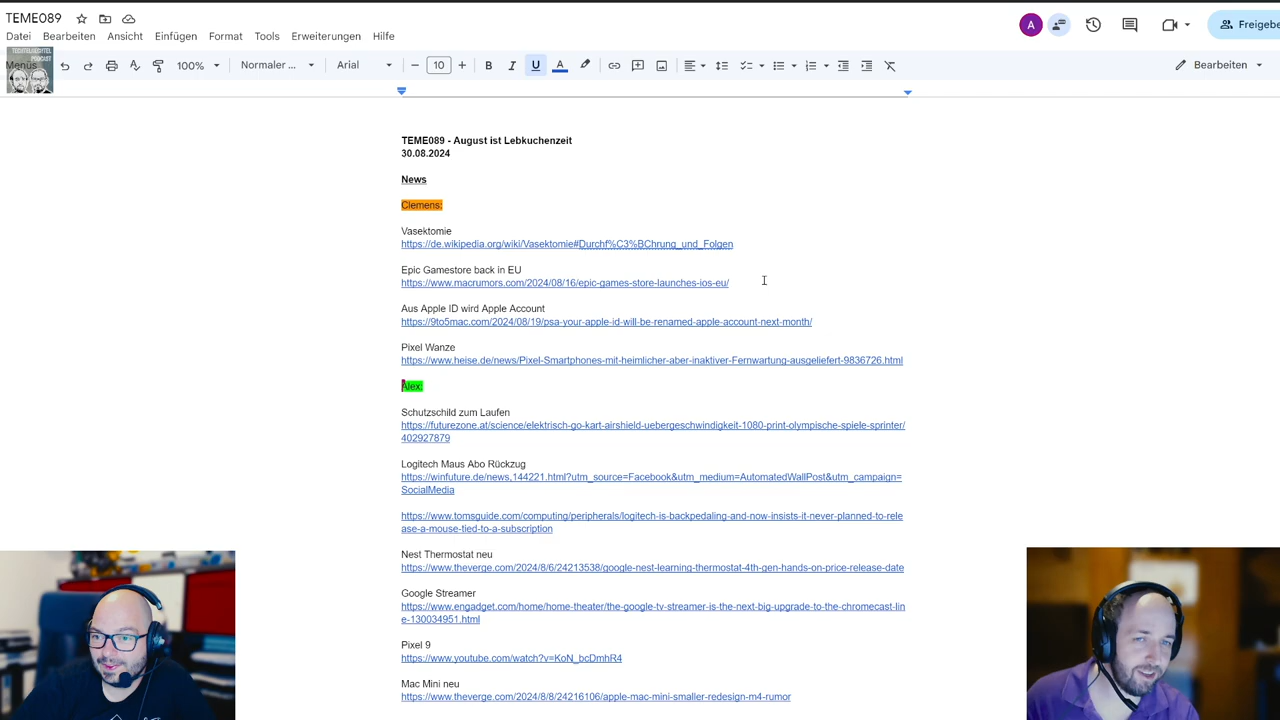 TEME089
Datei Bearbeiten Ansicht Einfügen Format Tools Erweiterungen Hilfe
A
Freigebe
TECHTELMECHTEL
PODCAST
Menüs 100% Normaler ... Arial 10 B I U A Bearbeiten
TEME089 - August ist Lebkuchenzeit
30.08.2024
News
Clemens:
Vasektomie
https://de.wikipedia.org/wiki/Vasektomie#Durchf%C3%BChrung_und_Folgen
Epic Gamestore back in EU
https://www.macrumors.com/2024/08/16/epic-games-store-launches-ios-eu/
Aus Apple ID wird Apple Account
https://9to5mac.com/2024/08/19/psa-your-apple-id-will-be-renamed-apple-account-next-month/
Pixel Wanze
https://www.heise.de/news/Pixel-Smartphones-mit-heimlicher-aber-inaktiver-Fernwartung-ausgeliefert-9836726.html
Alex:
Schutzschild zum Laufen
https://futurezone.at/science/elektrisch-go-kart-airshield-uebergeschwindigkeit-1080-print-olympische-spiele-sprinter/
402927879
Logitech Maus Abo Rückzug
https://winfuture.de/news,144221.html?utm_source=Facebook&utm_medium=AutomatedWallPost&utm_campaign=
SocialMedia
https://www.tomsguide.com/computing/peripherals/logitech-is-backpedaling-and-now-insists-it-never-planned-to-rele
ase-a-mouse-tied-to-a-subscription
Nest Thermostat neu
https://www.theverge.com/2024/8/6/24213538/google-nest-learning-thermostat-4th-gen-hands-on-price-release-date
Google Streamer
https://www.engadget.com/home/home-theater/the-google-tv-streamer-is-the-next-big-upgrade-to-the-chromecast-lin
e-130034951.html
Pixel 9
https://www.youtube.com/watch?v=KoN_bcDmhR4
Mac Mini neu
https://www.theverge.com/2024/8/8/24216106/apple-mac-mini-smaller-redesign-m4-rumor